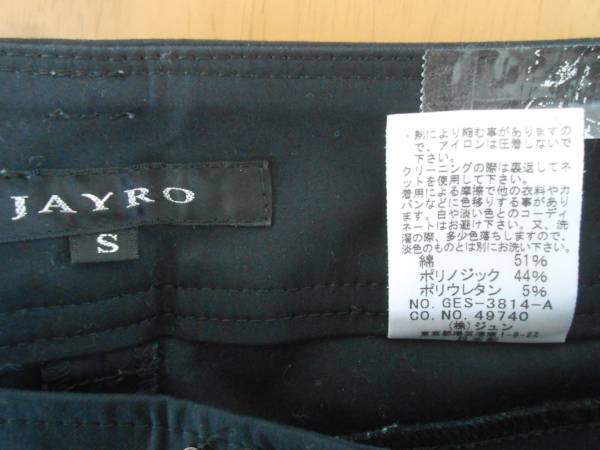 JAYRO
S
・剤により縮む事がありますの
で、アイロンは圧着しないで
下さい。
クリーニングの際は裏返してネ
ットを使用して下さい。
着用による摩擦で他の衣料やカ
バンなどに色移りする事があり
ます。白や淡い色とのコーディ
ネートはお避け下さい。又、洗
濯の際、多少色落ちしますので、
淡色のものとは別にお洗い下さい。
綿 51%
ポリノジック 44%
ポリウレタン 5%
NO. GES-3814-A
CO.NO. 49740
(株)ジュン